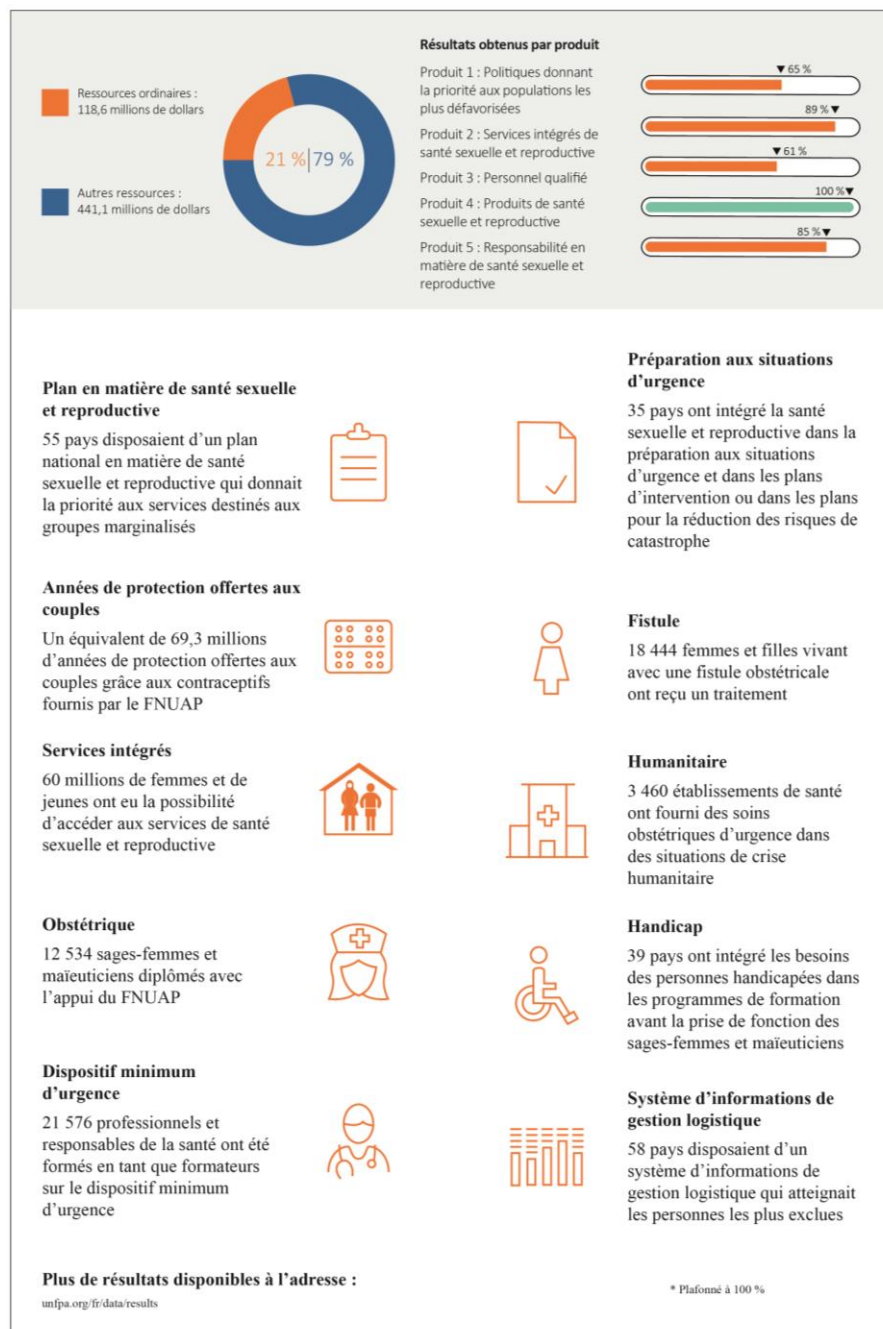 Ressources ordinaires :
118,6 millions de dollars
Autres ressources :
441,1 millions de dollars
21 % | 79 %
Résultats obtenus par produit
Produit 1 : Politiques donnant
la priorité aux populations les
plus défavorisées
Produit 2 : Services intégrés de
santé sexuelle et reproductive
Produit 3 : Personnel qualifié
Produit 4 : Produits de santé
sexuelle et reproductive
Produit 5 : Responsabilité en
matière de santé sexuelle et
reproductive
▼ 65 %
89 % ▼
▼ 61 %
100 % ▼
85 % ▼
Plan en matière de santé sexuelle
et reproductive
55 pays disposaient d’un plan
national en matière de santé
sexuelle et reproductive qui donnait
la priorité aux services destinés aux
groupes marginalisés
Préparation aux situations
d’urgence
35 pays ont intégré la santé
sexuelle et reproductive dans la
préparation aux situations
d’urgence et dans les plans
d’intervention ou dans les plans
pour la réduction des risques de
catastrophe
Années de protection offertes aux
couples
Un équivalent de 69,3 millions
d’années de protection offertes aux
couples grâce aux contraceptifs
fournis par le FNUAP
Fistule
18 444 femmes et filles vivant
avec une fistule obstétricale
ont reçu un traitement
Services intégrés
60 millions de femmes et de
jeunes ont eu la possibilité
d’accéder aux services de santé
sexuelle et reproductive
Humanitaire
3 460 établissements de santé
ont fourni des soins
obstétriques d’urgence dans
des situations de crise
humanitaire
Obstétrique
12 534 sages-femmes et
maïeuticiens diplômés avec
l’appui du FNUAP
Handicap
39 pays ont intégré les besoins
des personnes handicapées dans
les programmes de formation
avant la prise de fonction des
sages-femmes et maïeuticiens
Dispositif minimum
d’urgence
21 576 professionnels et
responsables de la santé ont été
formés en tant que formateurs
sur le dispositif minimum
d’urgence
Système d’informations de
gestion logistique
58 pays disposaient d’un
système d’informations de
gestion logistique qui atteignait
les personnes les plus exclues
Plus de résultats disponibles à l’adresse :
unfpa.org/fr/data/results
* Plafonné à 100 %